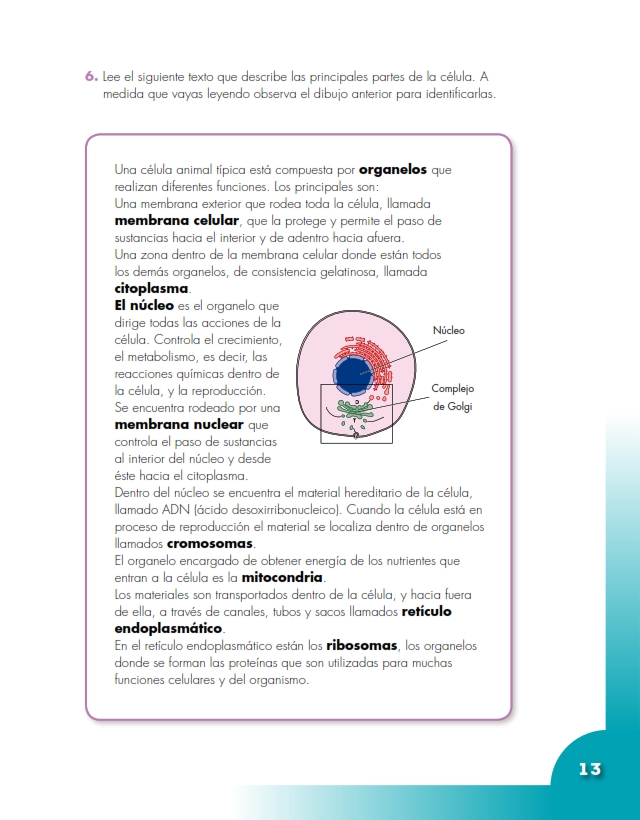 6. Lee el siguiente texto que describe las principales partes de la célula. A
medida que vayas leyendo observa el dibujo anterior para identificarlas.
Una célula animal típica está compuesta por organelos que
realizan diferentes funciones. Los principales son:
Una membrana exterior que rodea toda la célula, llamada
membrana celular, que la protege y permite el paso de
sustancias hacia el interior y de adentro hacia afuera.
Una zona dentro de la membrana celular donde están todos
los demás organelos, de consistencia gelatinosa, llamada
citoplasma.
El núcleo es el organelo que
dirige todas las acciones de la
célula. Controla el crecimiento,
el metabolismo, es decir, las
reacciones químicas dentro de
la célula, y la reproducción.
Se encuentra rodeado por una
membrana nuclear que
controla el paso de sustancias
al interior del núcleo y desde
éste hacia el citoplasma.
Núcleo
Complejo
de Golgi
Dentro del núcleo se encuentra el material hereditario de la célula,
llamado ADN (ácido desoxirribonucleico). Cuando la célula está en
proceso de reproducción el material se localiza dentro de organelos
llamados cromosomas.
El organelo encargado de obtener energía de los nutrientes que
entran a la célula es la mitocondria.
Los materiales son transportados dentro de la célula, y hacia fuera
de ella, a través de canales, tubos y sacos llamados retículo
endoplasmático.
En el retículo endoplasmático están los ribosomas, los organelos
donde se forman las proteínas que son utilizadas para muchas
funciones celulares y del organismo.
13